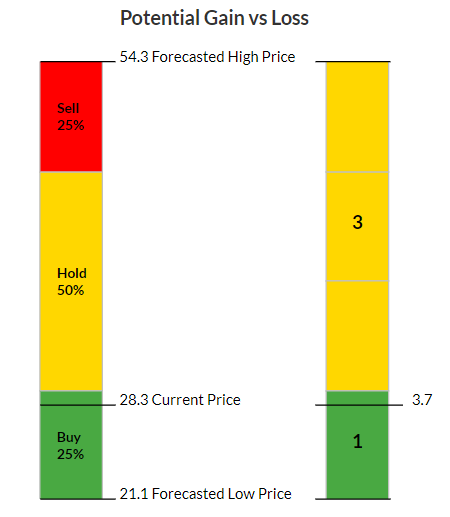 Potential Gain vs Loss
54.3 Forecasted High Price
Sell
25%
3
Hold
50%
28.3 Current Price
3.7
Buy
25%
1
21.1 Forecasted Low Price